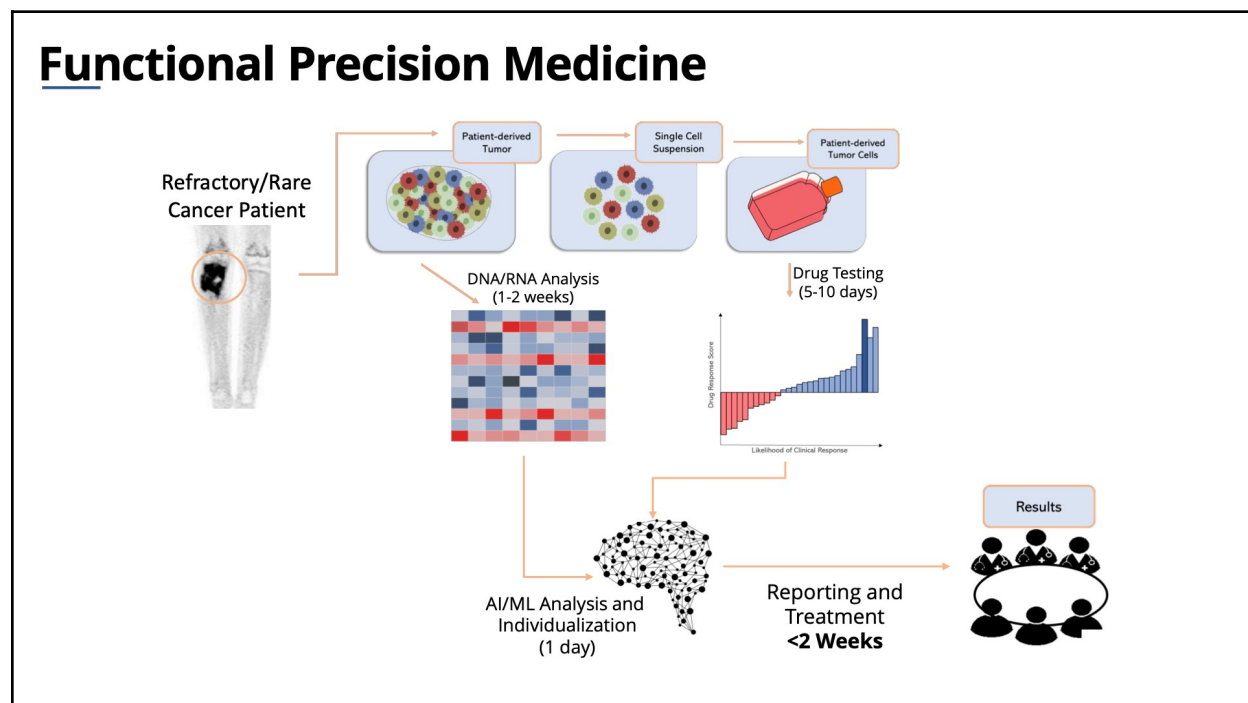 Functional Precision Medicine
Refractory/Rare
Cancer Patient
Patient-derived
Tumor
Single Cell
Suspension
Patient-derived
Tumor Cells
DNA/RNA Analysis
(1-2 weeks)
Drug Testing
(5-10 days)
Drug Response Score
Likelihood of Clinical Response
AI/ML Analysis and
Individualization
(1 day)
Reporting and
Treatment
<2 Weeks
Results